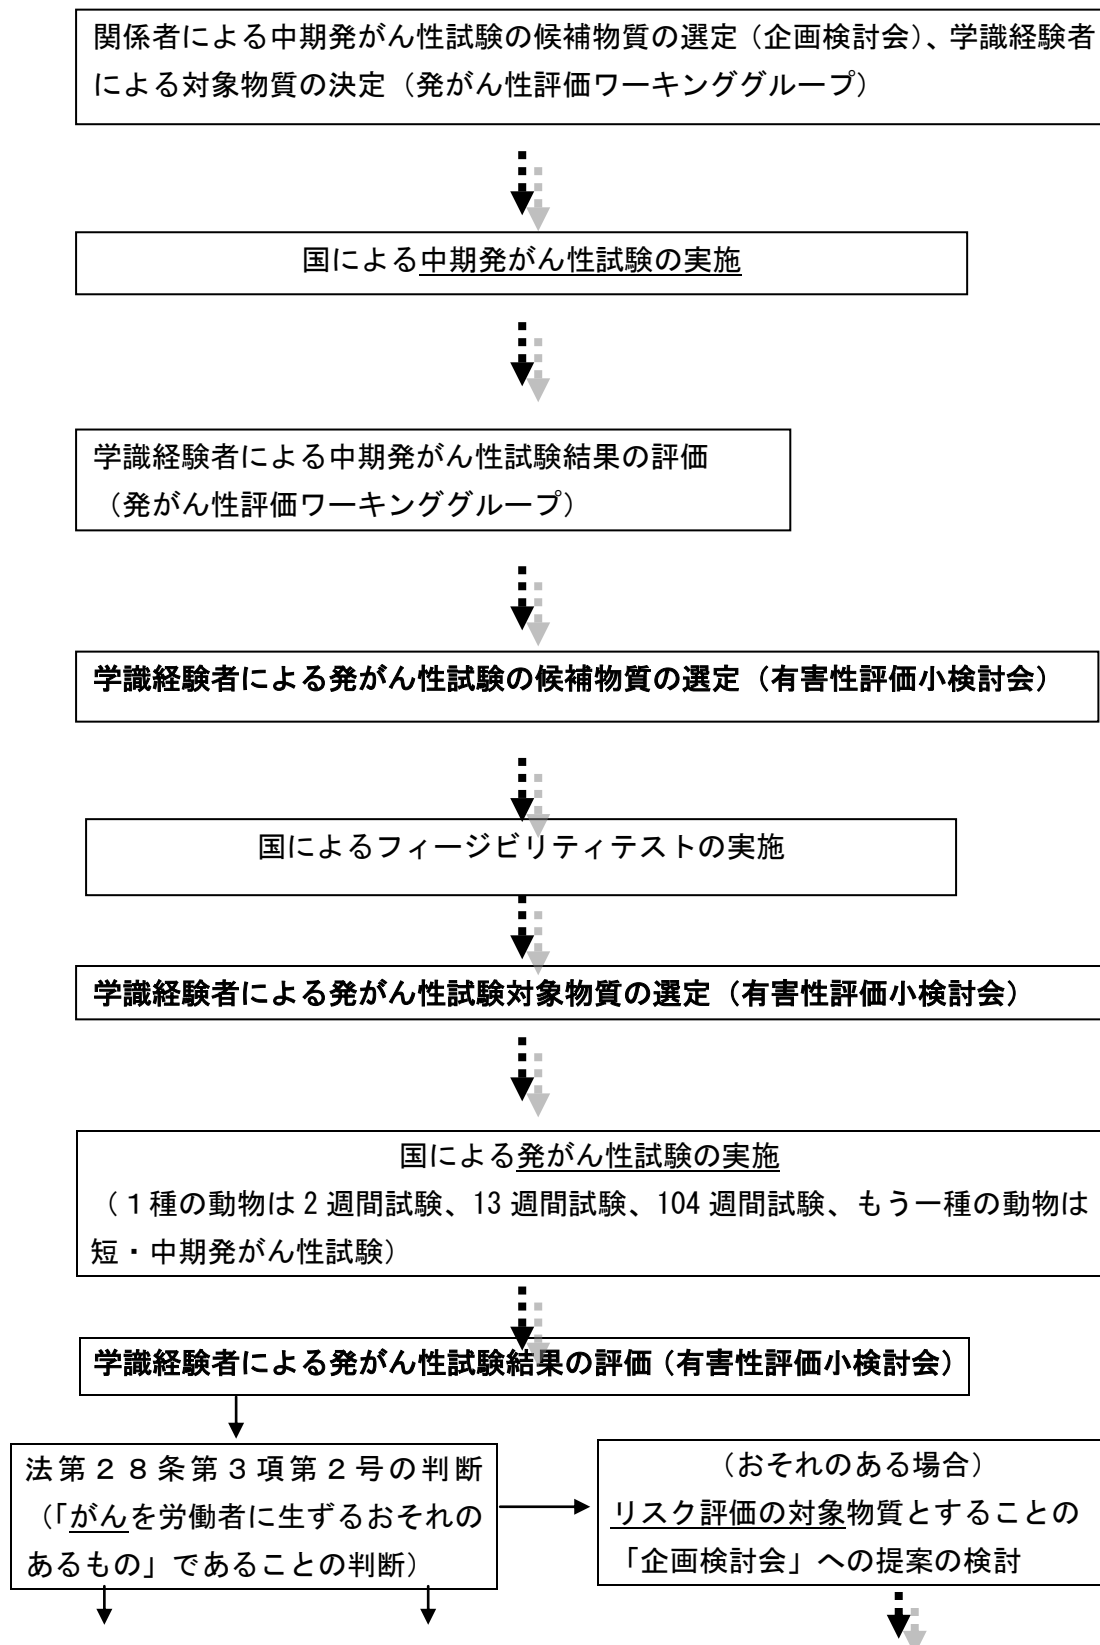 関係者による中期発がん性試験の候補物質の選定（企画検討会）、学識経験者
による対象物質の決定（発がん性評価ワーキンググループ）
国による中期発がん性試験の実施
学識経験者による中期発がん性試験結果の評価
（発がん性評価ワーキンググループ）
学識経験者による発がん性試験の候補物質の選定（有害性評価小検討会）
国によるフィージビリティテストの実施
学識経験者による発がん性試験対象物質の選定（有害性評価小検討会）
国による発がん性試験の実施
（１種の動物は 2 週間試験、13 週間試験、104 週間試験、もう一種の動物は
短・中期発がん性試験）
学識経験者による発がん性試験結果の評価（有害性評価小検討会）
法第２８条第３項第２号の判断
（「がんを労働者に生ずるおそれの
あるもの」であることの判断）
（おそれのある場合）
リスク評価の対象物質とすることの
「企画検討会」への提案の検討